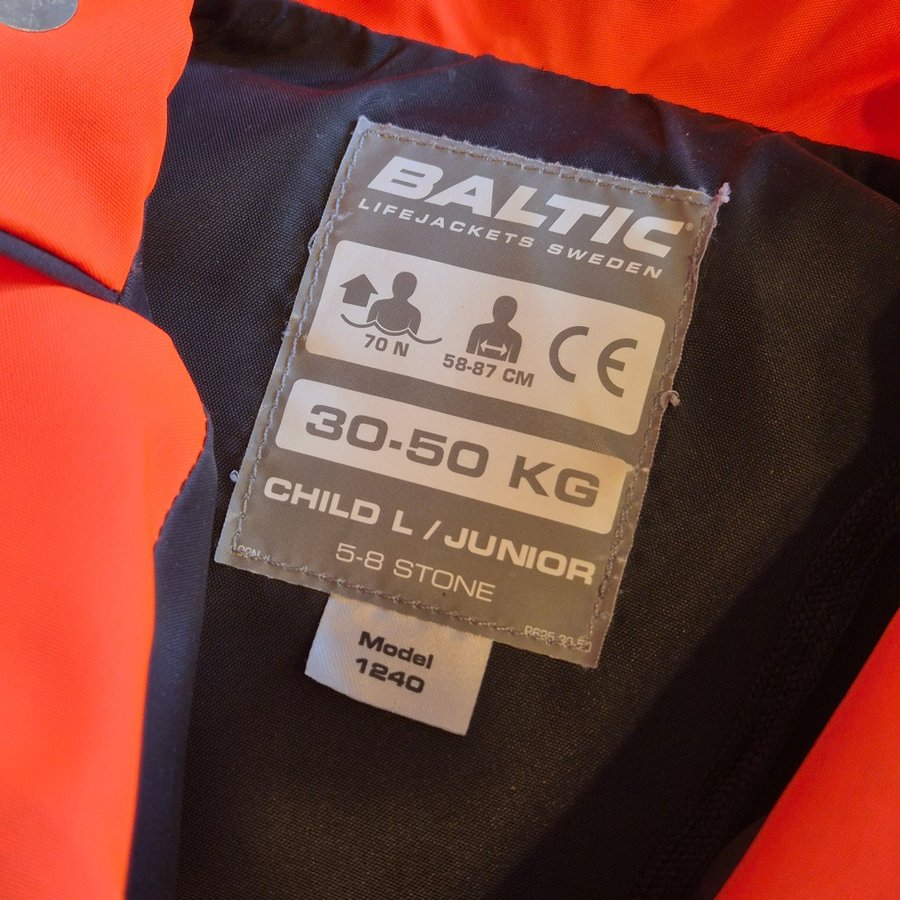 BALTIC
LIFEJACKETS SWEDEN
70 N
58-87 CM
CE
30-50 KG
CHILD L / JUNIOR
5-8 STONE
Model
1240